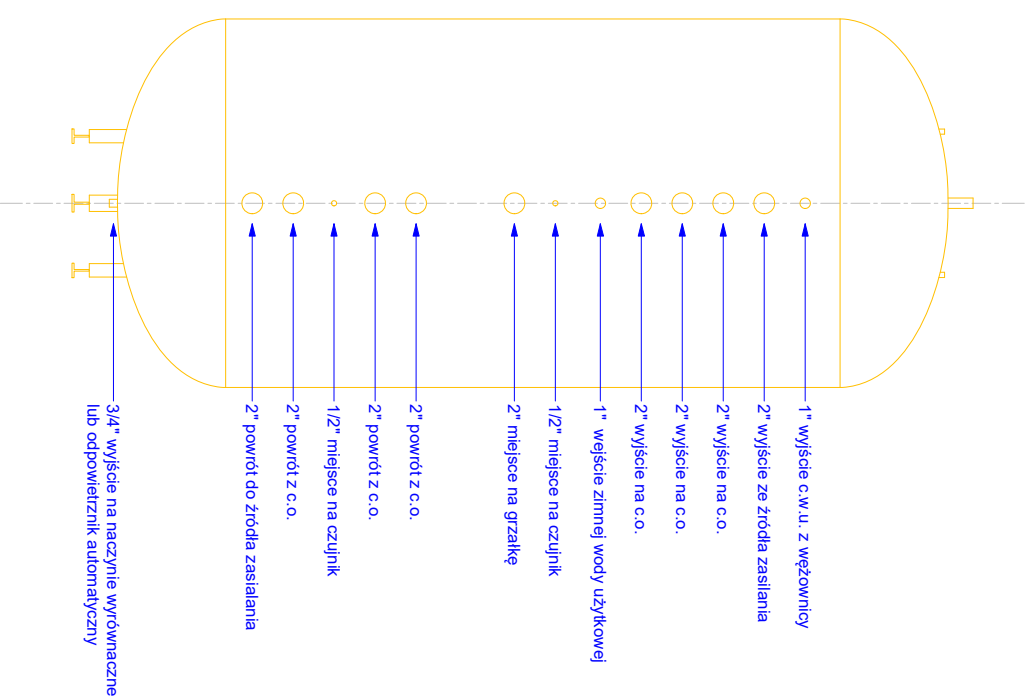 1" wyjście c.w.u. z wężownicy
2" wyjście ze źródła zasilania
2" wyjście na c.o.
2" wyjście na c.o.
2" wyjście na c.o.
1" wejście zimnej wody użytkowej
1/2" miejsce na czujnik
2" miejsce na grzałkę
2" powrót z c.o.
2" powrót z c.o.
1/2" miejsce na czujnik
2" powrót z c.o.
2" powrót do źródła zasialania
3/4" wyjście na naczynie wyrównaczne
lub odpowietrznik automatyczny